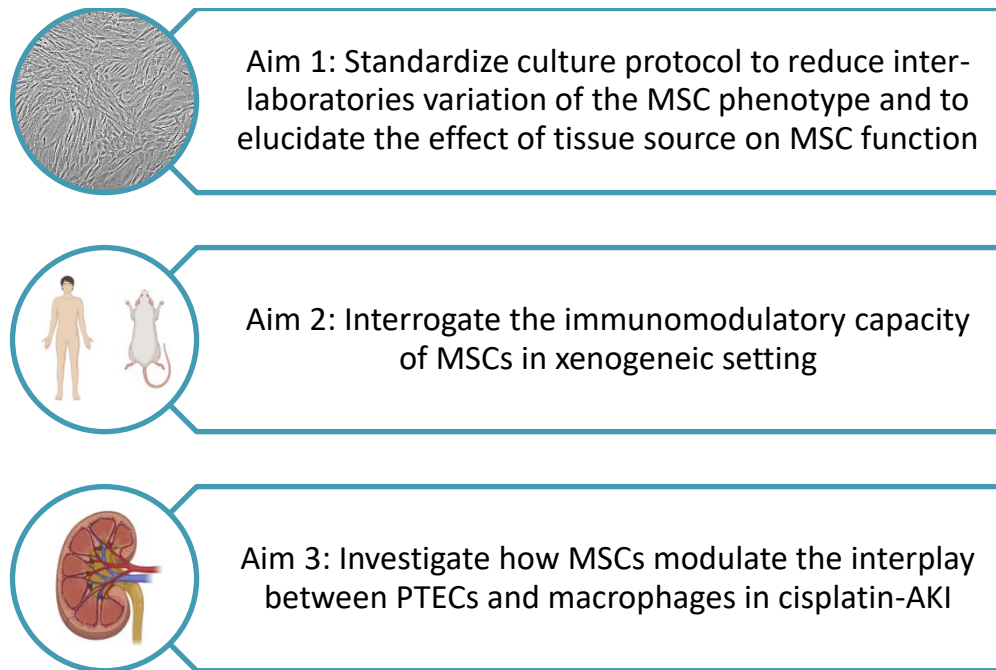 Aim 1: Standardize culture protocol to reduce inter-
laboratories variation of the MSC phenotype and to
elucidate the effect of tissue source on MSC function
Aim 2: Interrogate the immunomodulatory capacity
of MSCs in xenogeneic setting
Aim 3: Investigate how MSCs modulate the interplay
between PTECs and macrophages in cisplatin-AKI